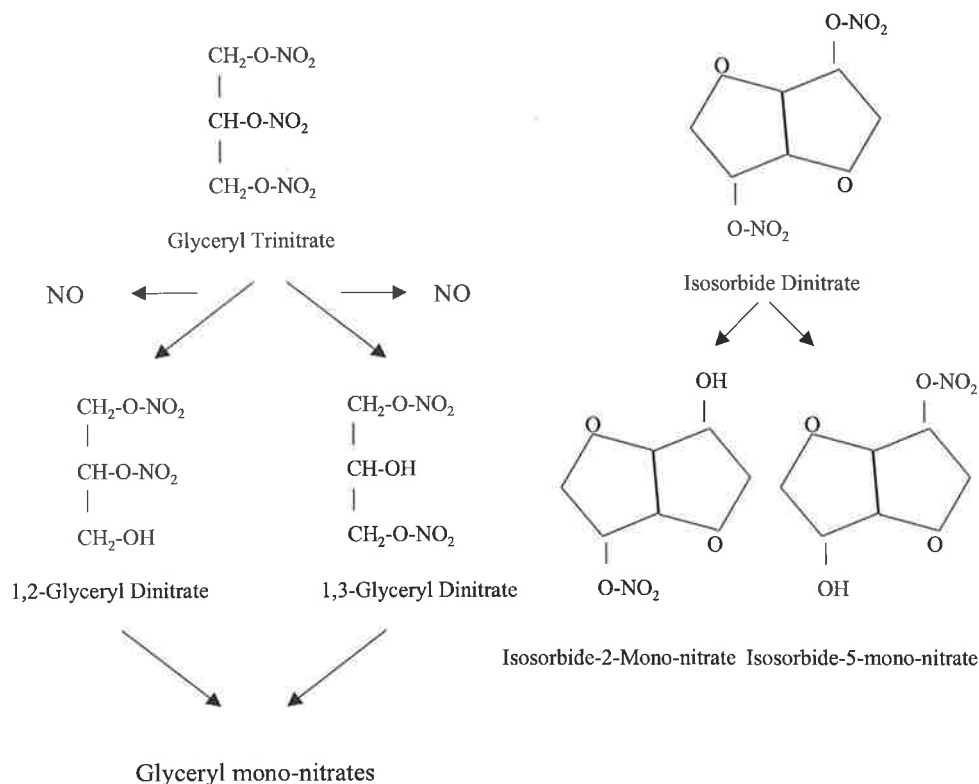 CH₂-O-NO₂
CH-O-NO₂
CH₂-O-NO₂
Glyceryl Trinitrate
NO
NO
CH₂-O-NO₂
CH-O-NO₂
CH₂-OH
1,2-Glyceryl Dinitrate
CH₂-O-NO₂
CH-OH
CH₂-O-NO₂
1,3-Glyceryl Dinitrate
Glyceryl mono-nitrates
O-NO₂
O
O
O-NO₂
Isosorbide Dinitrate
OH
O
O
O-NO₂
Isosorbide-2-Mono-nitrate
O-NO₂
O
O
OH
Isosorbide-5-mono-nitrate